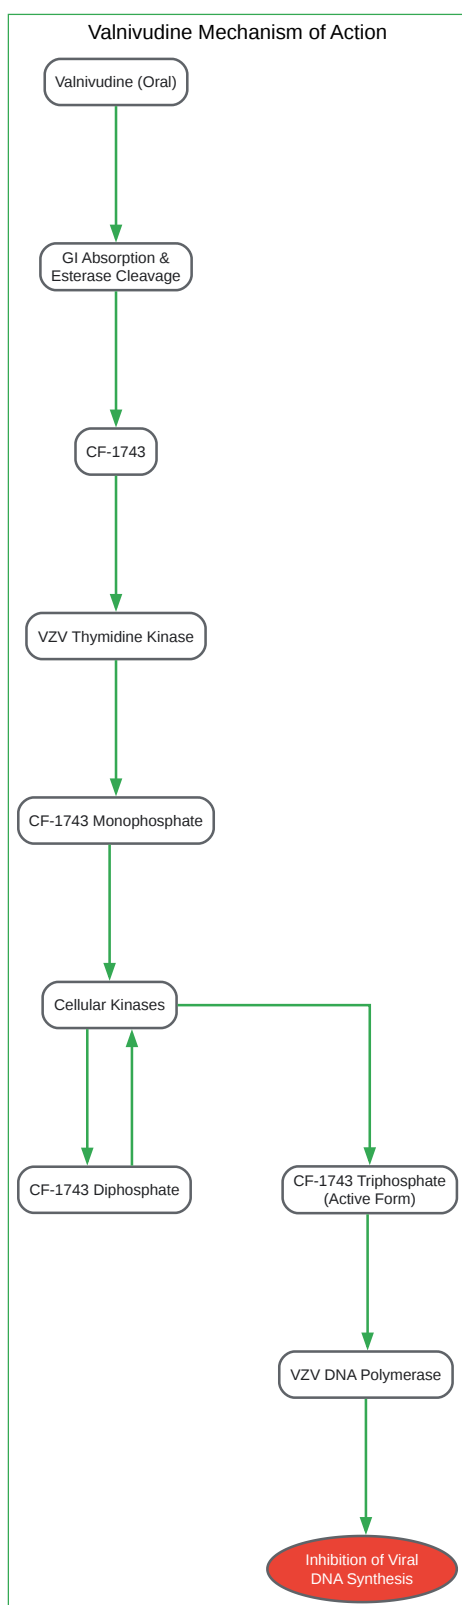 Valnivudine Mechanism of Action
Valnivudine (Oral)
GI Absorption &
Esterase Cleavage
CF-1743
VZV Thymidine Kinase
CF-1743 Monophosphate
Cellular Kinases
CF-1743 Diphosphate
CF-1743 Triphosphate
(Active Form)
VZV DNA Polymerase
Inhibition of Viral
DNA Synthesis